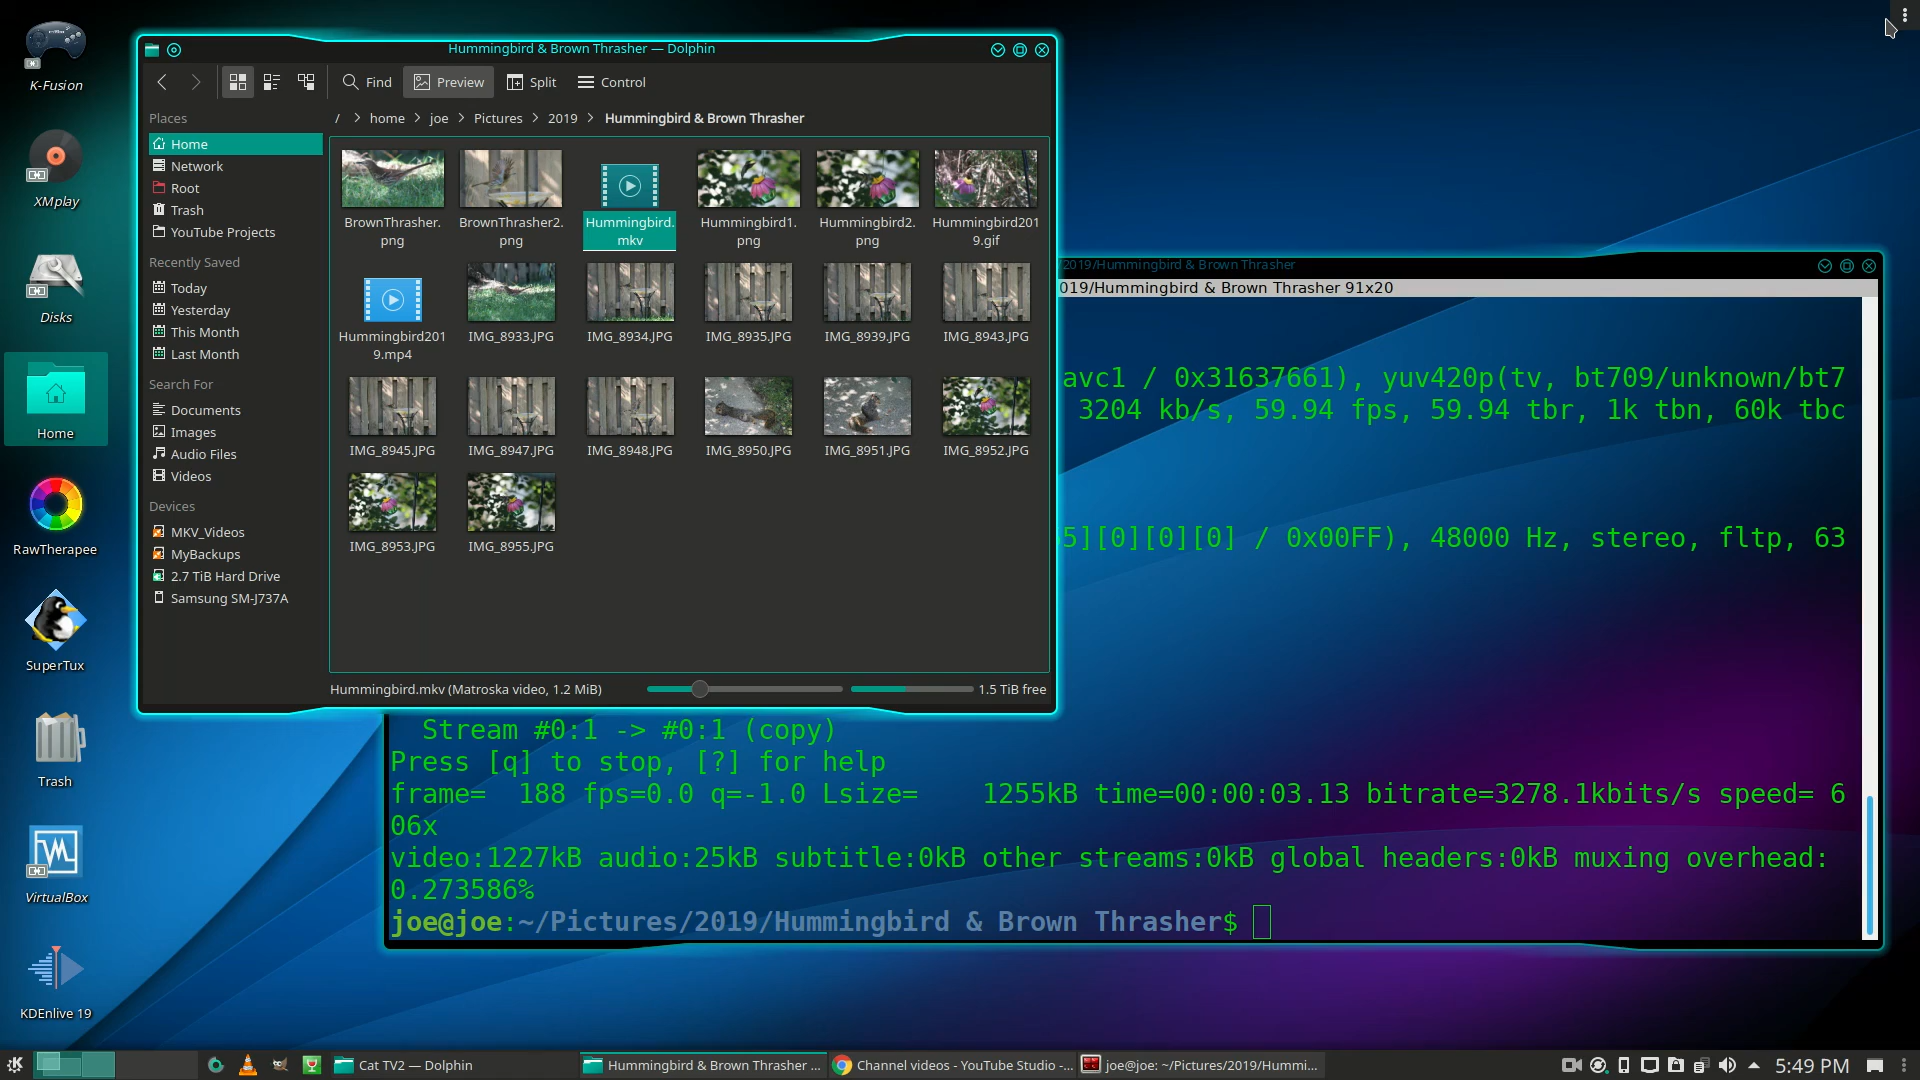 K-Fusion
XMplay
Disks
Home
RawTherapee
SuperTux
Trash
VirtualBox
KDEnlive 19
Hummingbird & Brown Thrasher — Dolphin
Find
Preview
Split
Control
/ > home > joe > Pictures > 2019 > Hummingbird & Brown Thrasher
Places
Home
Network
Root
Trash
YouTube Projects
Recently Saved
Today
Yesterday
This Month
Last Month
Search For
Documents
Images
Audio Files
Videos
Devices
MKV_Videos
MyBackups
2.7 TiB Hard Drive
Samsung SM-J737A
BrownThrasher.
png
BrownThrasher2.
png
Hummingbird.
mkv
Hummingbird1.
png
Hummingbird2.
png
Hummingbird201
9.gif
Hummingbird201
9.mp4
IMG_8933.JPG
IMG_8934.JPG
IMG_8935.JPG
IMG_8939.JPG
IMG_8943.JPG
IMG_8945.JPG
IMG_8947.JPG
IMG_8948.JPG
IMG_8950.JPG
IMG_8951.JPG
IMG_8952.JPG
IMG_8953.JPG
IMG_8955.JPG
Hummingbird.mkv (Matroska video, 1.2 MiB)
1.5 TiB free
2019/Hummingbird & Brown Thrasher
019/Hummingbird & Brown Thrasher 91x20
avc1 / 0x31637661), yuv420p(tv, bt709/unknown/bt7
3204 kb/s, 59.94 fps, 59.94 tbr, 1k tbn, 60k tbc
5][0][0][0] / 0x00FF), 48000 Hz, stereo, fltp, 63
Stream #0:1 -> #0:1 (copy)
Press [q] to stop, [?] for help
frame=  188 fps=0.0 q=-1.0 Lsize=    1255kB time=00:00:03.13 bitrate=3278.1kbits/s speed= 6
06x
video:1227kB audio:25kB subtitle:0kB other streams:0kB global headers:0kB muxing overhead:
0.273586%
joe@joe:~/Pictures/2019/Hummingbird & Brown Thrasher$
Cat TV2 — Dolphin
Hummingbird & Brown Thrasher ...
Channel videos - YouTube Studio -...
joe@joe: ~/Pictures/2019/Hummi...
5:49 PM